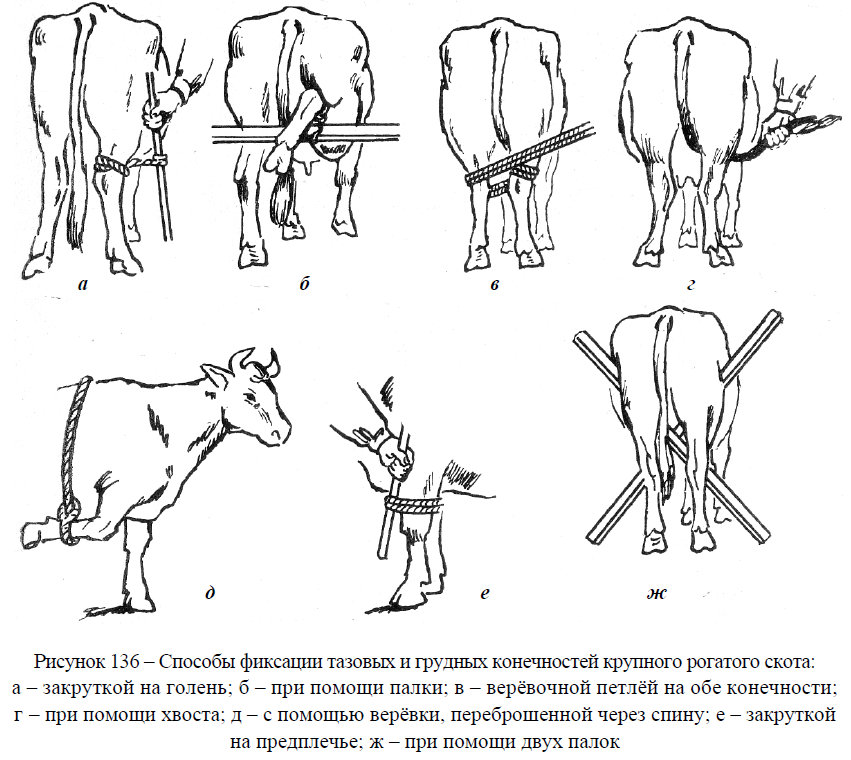 а б в г
д е ж
Рисунок 136 – Способы фиксации тазовых и грудных конечностей крупного рогатого скота:
а – закруткой на голень; б – при помощи палки; в – верёвочной петлёй на обе конечности;
г – при помощи хвоста; д – с помощью верёвки, переброшенной через спину; е – закруткой
на предплечье; ж – при помощи двух палок